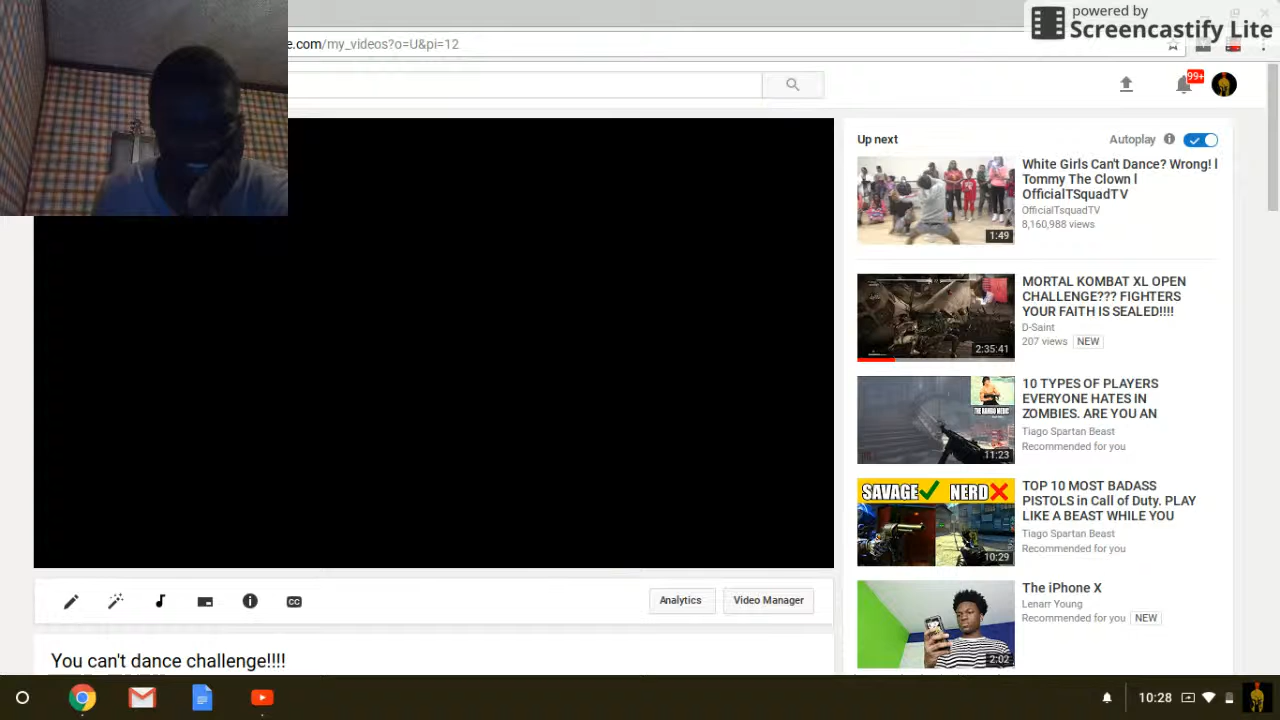 powered by
Screencastify Lite
e.com/my_videos?o=U&pi=12
99+
Up next
Autoplay
White Girls Can't Dance? Wrong! l
Tommy The Clown l
OfficialTSquadTV
OfficialTsquadTV
8,160,988 views
1:49
MORTAL KOMBAT XL OPEN
CHALLENGE??? FIGHTERS
YOUR FAITH IS SEALED!!!!
D-Saint
207 views NEW
2:35:41
10 TYPES OF PLAYERS
EVERYONE HATES IN
ZOMBIES. ARE YOU AN
Tiago Spartan Beast
Recommended for you
THE RAMBO MEDIC
11:23
SAVAGE NERD
TOP 10 MOST BADASS
PISTOLS in Call of Duty. PLAY
LIKE A BEAST WHILE YOU
Tiago Spartan Beast
Recommended for you
10:29
The iPhone X
Lenarr Young
Recommended for you NEW
2:02
CC
Analytics
Video Manager
You can't dance challenge!!!!
10:28